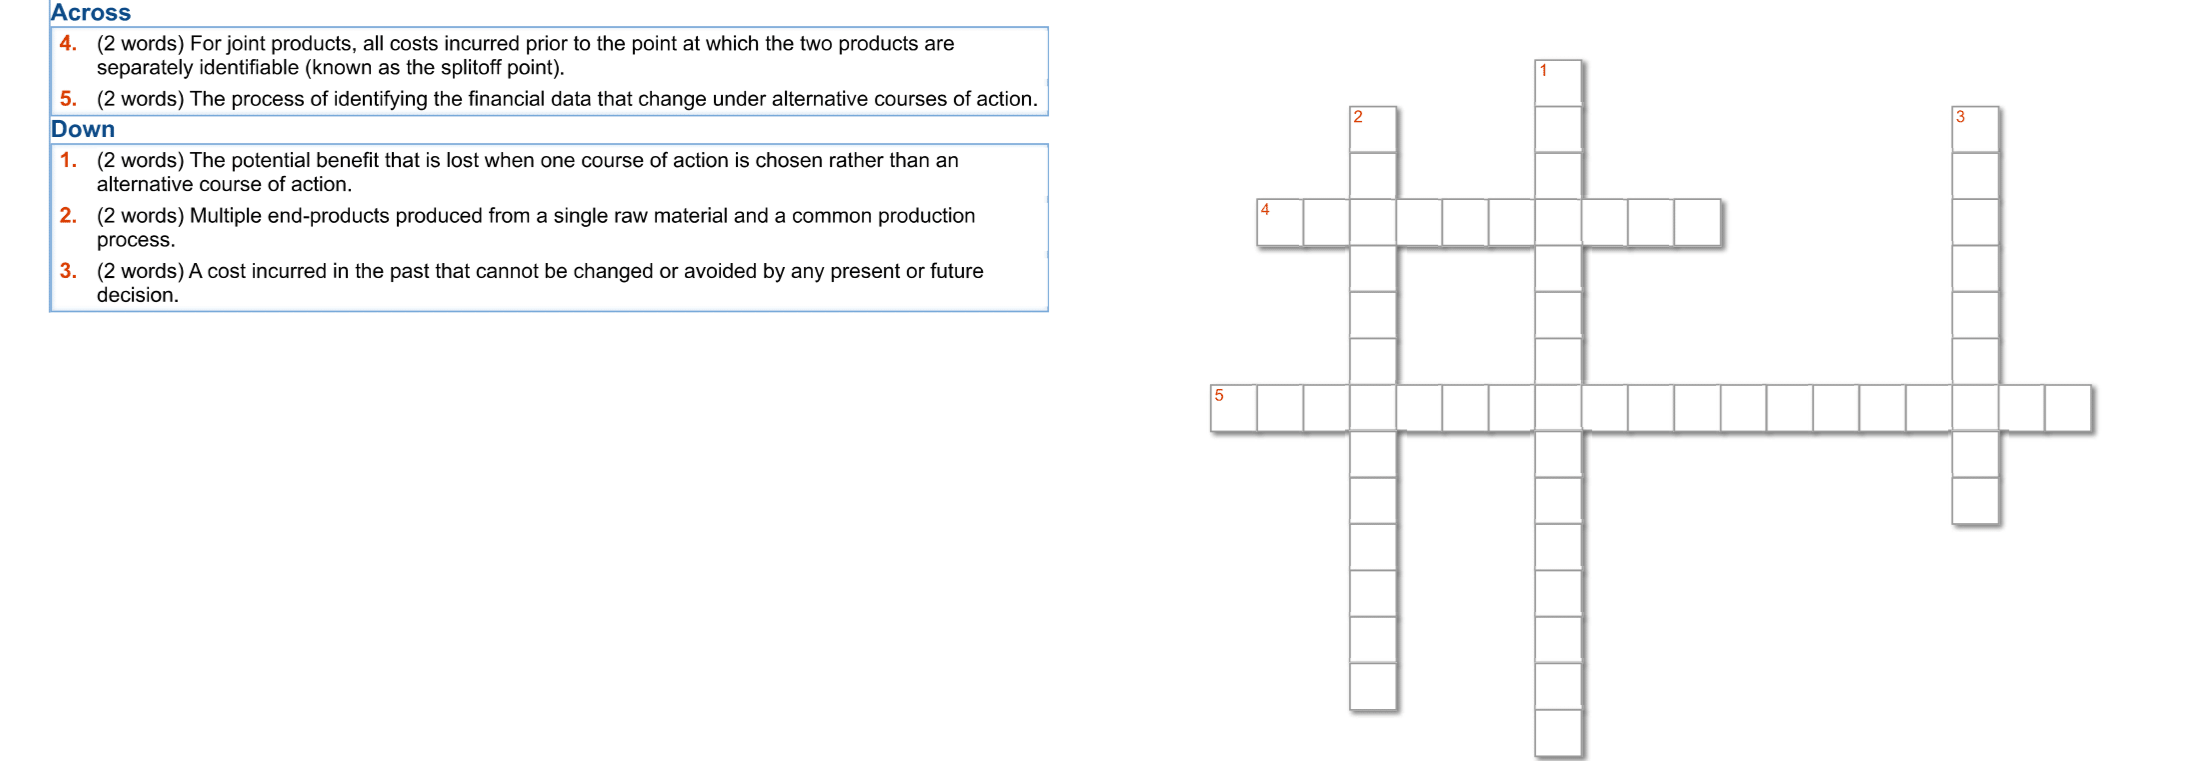 Across
4. (2 words) For joint products, all costs incurred prior to the point at which the two products are
separately identifiable (known as the splitoff point).
5. (2 words) The process of identifying the financial data that change under alternative courses of action.
Down
1. (2 words) The potential benefit that is lost when one course of action is chosen rather than an
alternative course of action.
2. (2 words) Multiple end-products produced from a single raw material and a common production
process.
3. (2 words) A cost incurred in the past that cannot be changed or avoided by any present or future
decision.
1
2
3
4
5